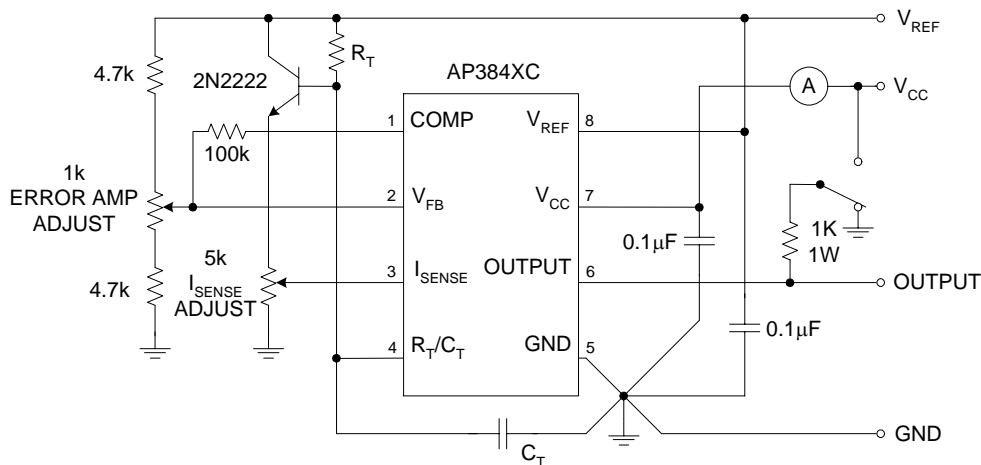 V_REF
R_T
4.7k
2N2222
AP384XC
A
V_CC
1
COMP
V_REF
8
100k
1k
ERROR AMP
ADJUST
2
V_FB
V_CC
7
0.1μF
1K
1W
5k
I_SENSE
ADJUST
3
I_SENSE
OUTPUT
6
OUTPUT
4.7k
0.1μF
4
R_T/C_T
GND
5
C_T
GND